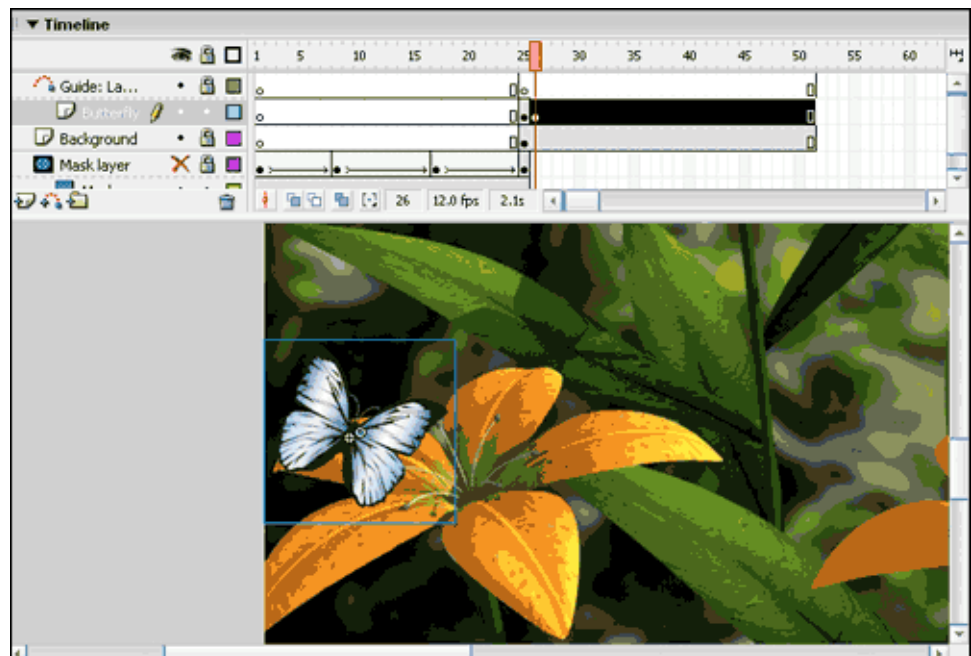 Timeline
1 5 10 15 20 25 30 35 40 45 50 55 60
Guide: La...
Butterfly
Background
Mask layer
26 12.0 fps 2.1s